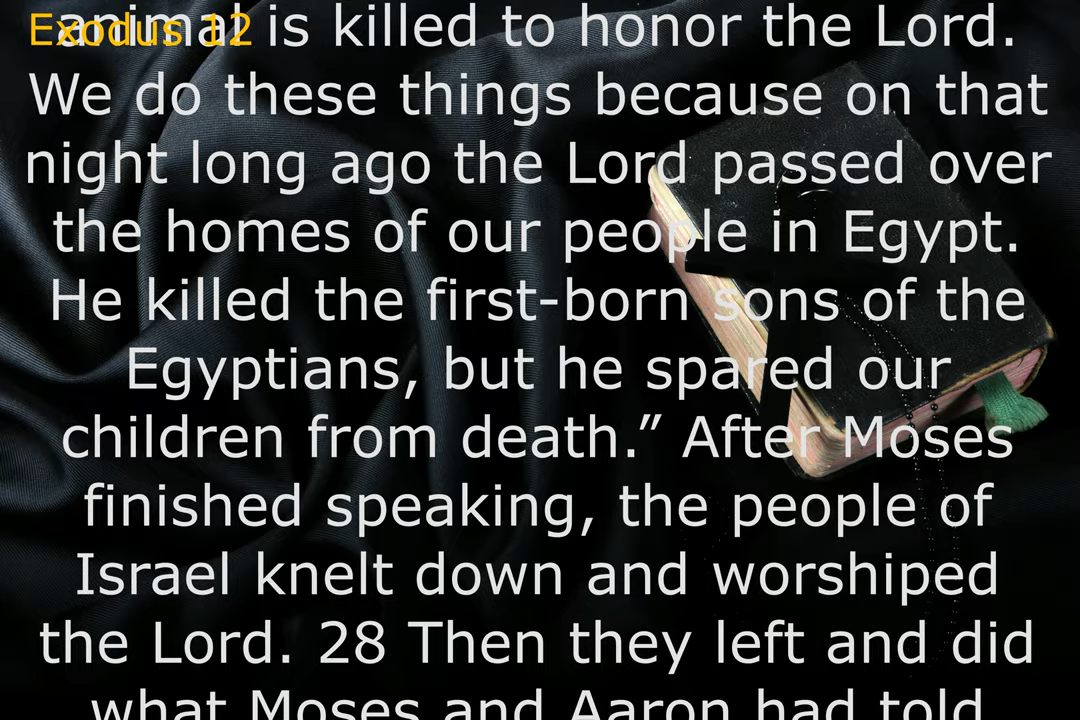 Exodus 12
animal is killed to honor the Lord.
We do these things because on that
night long ago the Lord passed over
the homes of our people in Egypt.
He killed the first-born sons of the
Egyptians, but he spared our
children from death.” After Moses
finished speaking, the people of
Israel knelt down and worshiped
the Lord. 28 Then they left and did
what Moses and Aaron had told